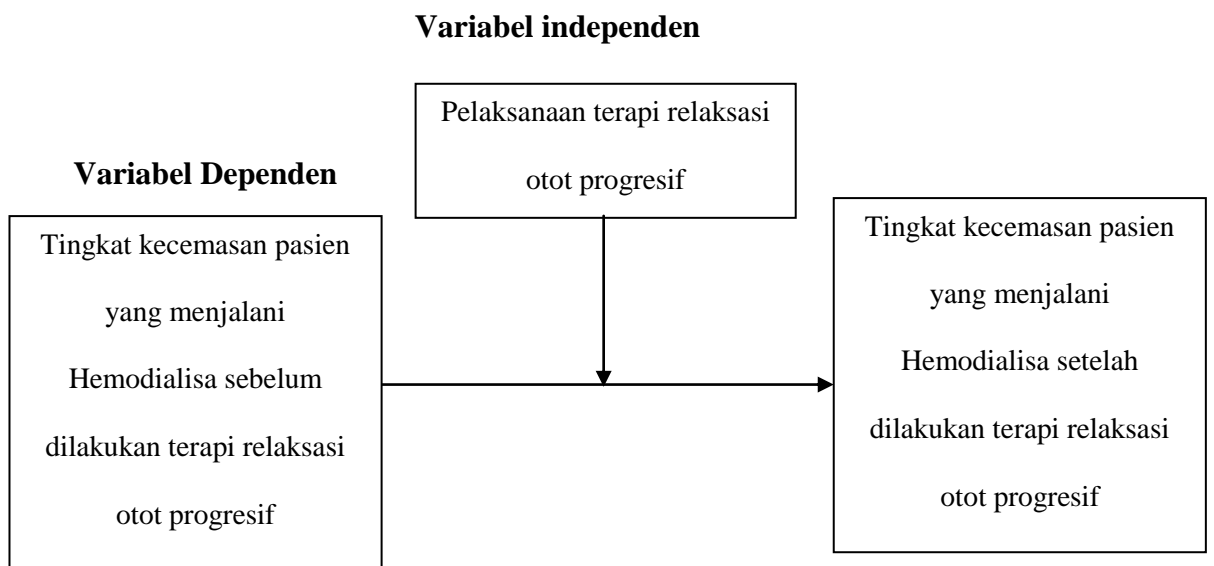 Variabel independen
Pelaksanaan terapi relaksasi
otot progresif
Variabel Dependen
Tingkat kecemasan pasien
yang menjalani
Hemodialisa sebelum
dilakukan terapi relaksasi
otot progresif
Tingkat kecemasan pasien
yang menjalani
Hemodialisa setelah
dilakukan terapi relaksasi
otot progresif